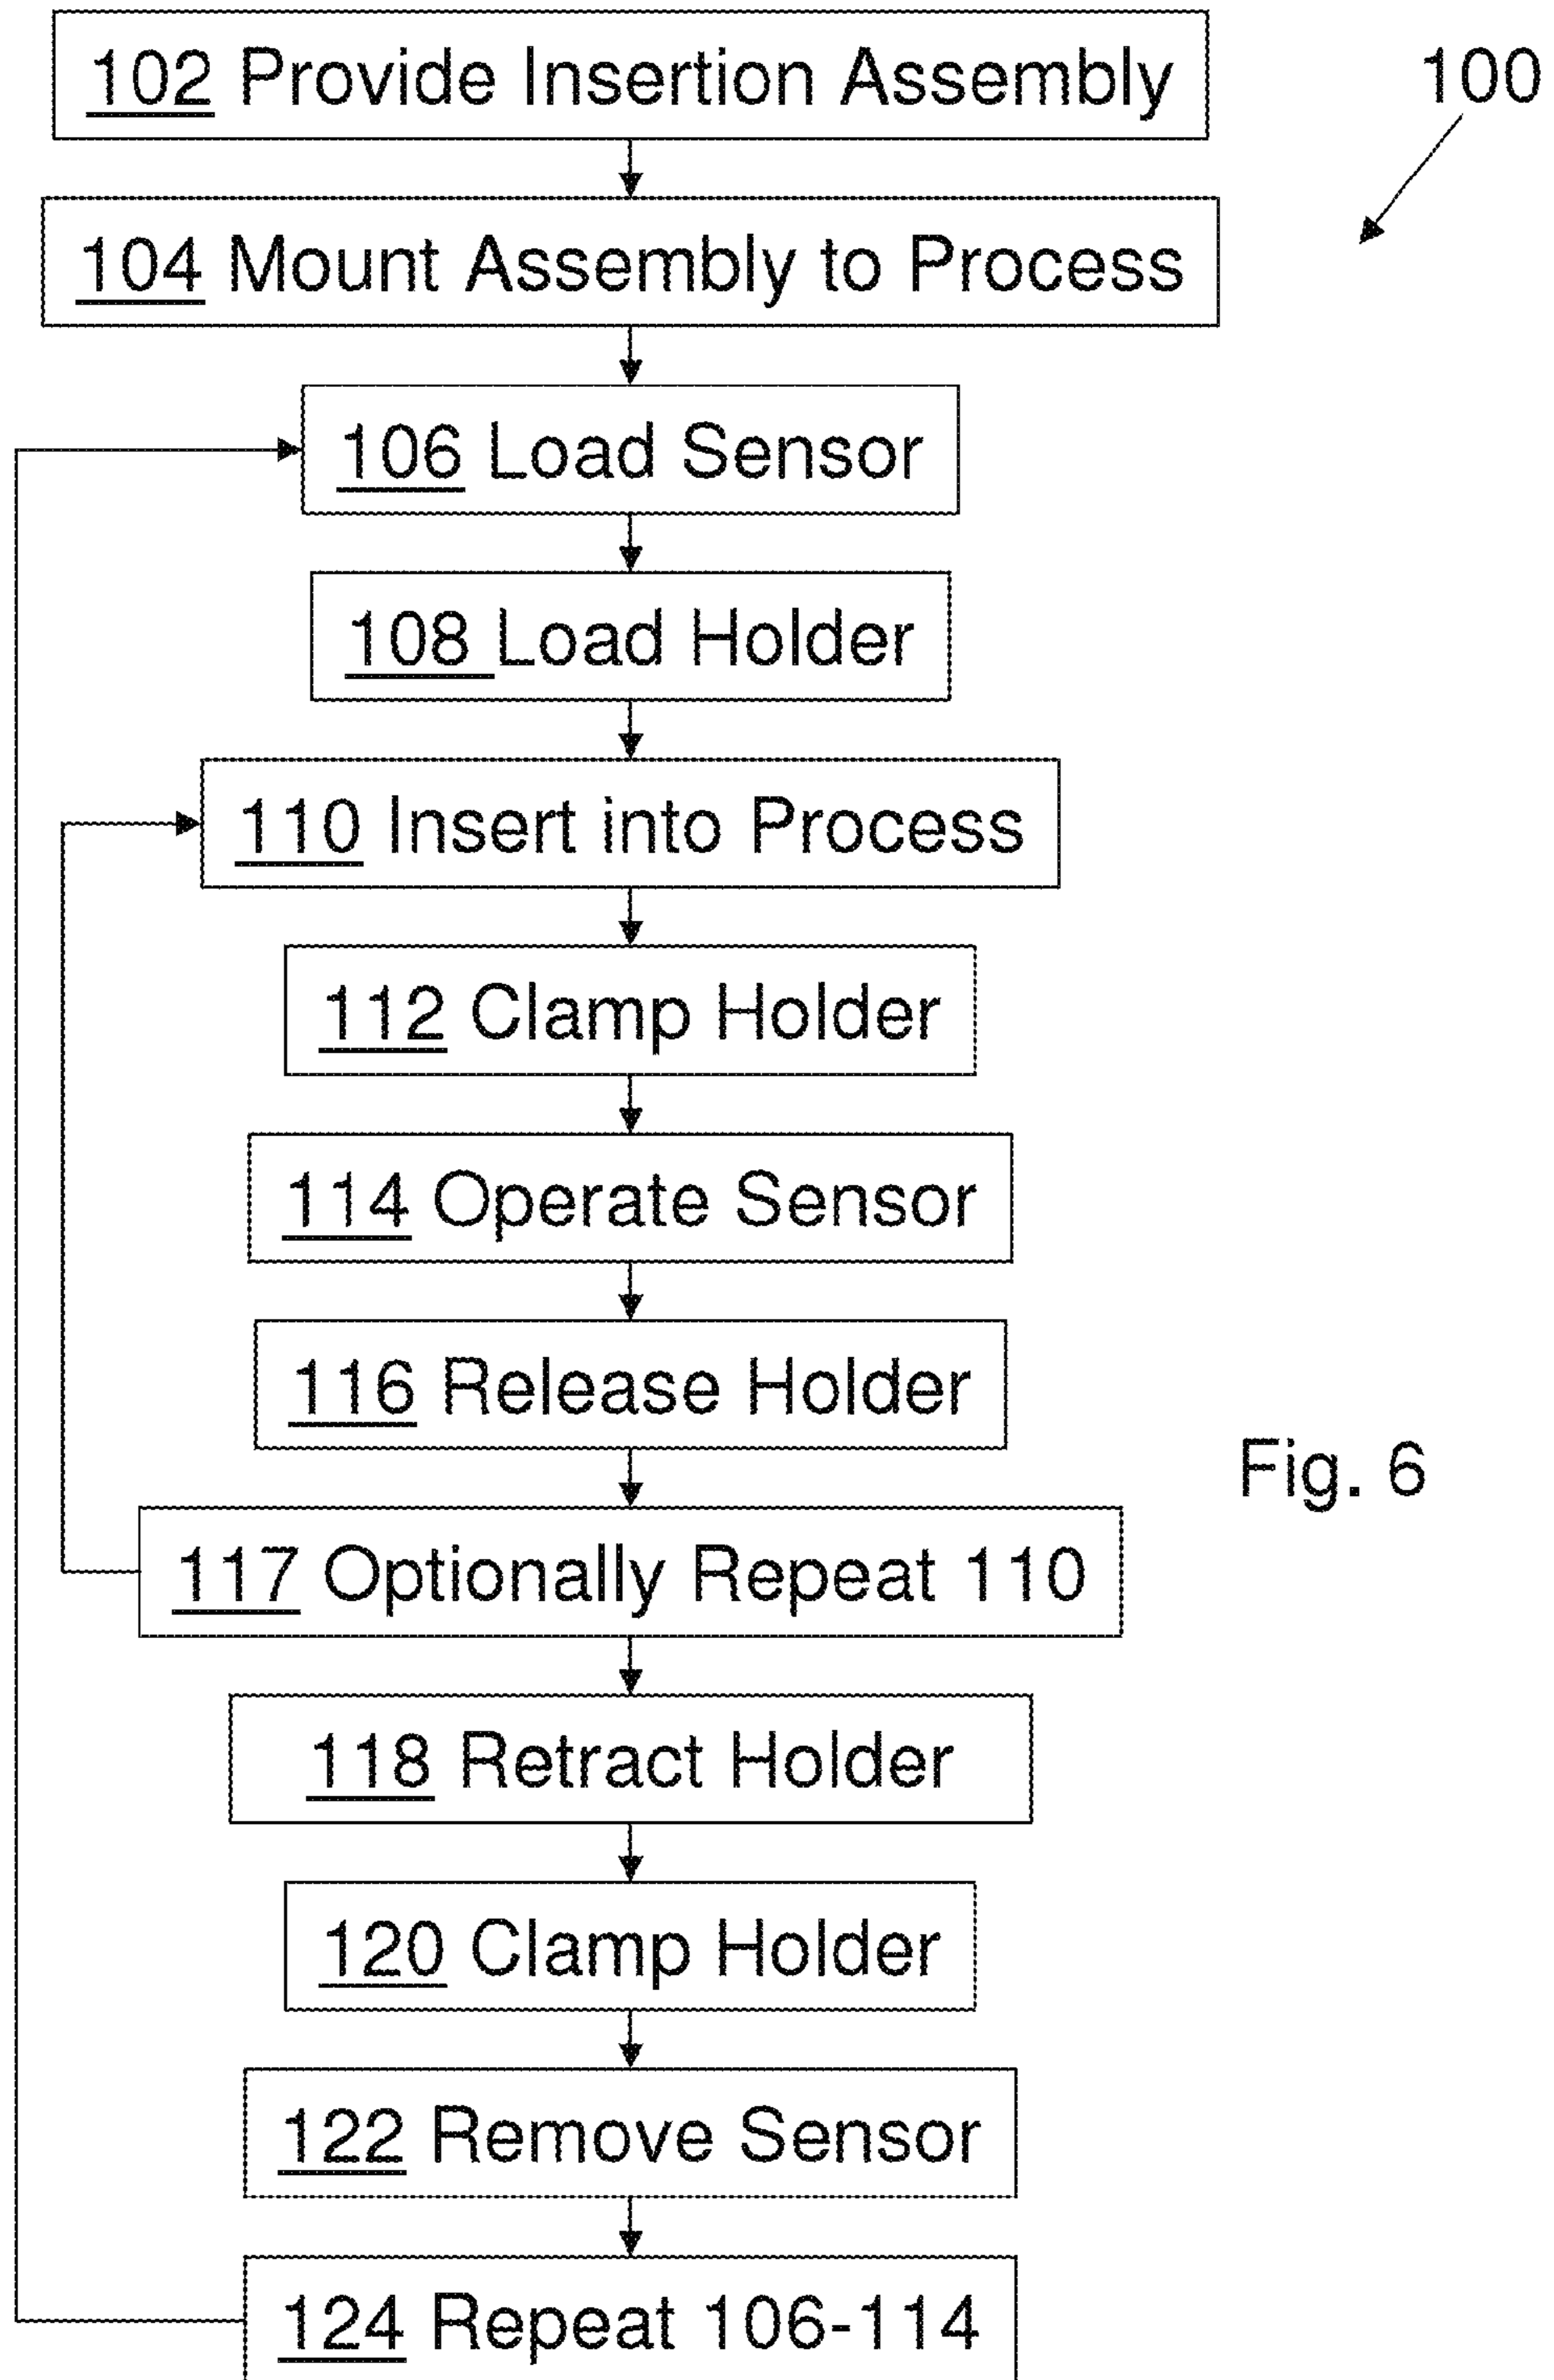 102 Provide Insertion Assembly
100
104 Mount Assembly to Process
106 Load Sensor
108 Load Holder
110 Insert into Process
112 Clamp Holder
114 Operate Sensor
116 Release Holder
Fig. 6
117 Optionally Repeat 110
118 Retract Holder
120 Clamp Holder
122 Remove Sensor
124 Repeat 106-114